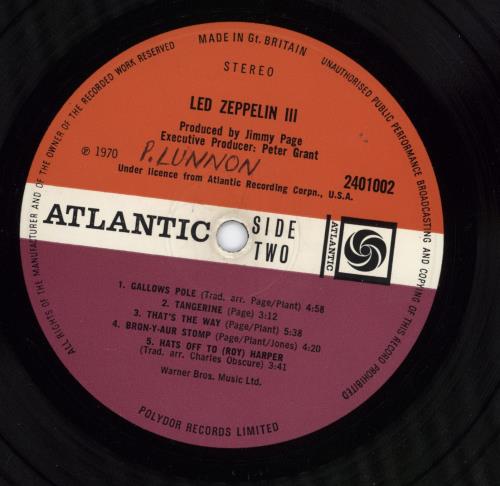 MADE IN Gt. BRITAIN
ALL RIGHTS OF THE MANUFACTURER AND OF THE OWNER OF THE RECORDED WORK RESERVED
UNAUTHORISED PUBLIC PERFORMANCE BROADCASTING AND COPYING OF THIS RECORD PROHIBITED
STEREO
LED ZEPPELIN III
Produced by Jimmy Page
Executive Producer: Peter Grant
℗ 1970
P. LUNNON
Under licence from Atlantic Recording Corpn., U.S.A.
2401002
ATLANTIC
SIDE
TWO
ATLANTIC
1. GALLOWS POLE (Trad. arr. Page/Plant) 4:58
2. TANGERINE (Page) 3:12
3. THAT'S THE WAY (Page/Plant) 5:38
4. BRON-Y-AUR STOMP (Page/Plant/Jones) 4:20
5. HATS OFF TO (ROY) HARPER
(Trad. arr. Charles Obscure) 3:41
Warner Bros. Music Ltd.
POLYDOR RECORDS LIMITED